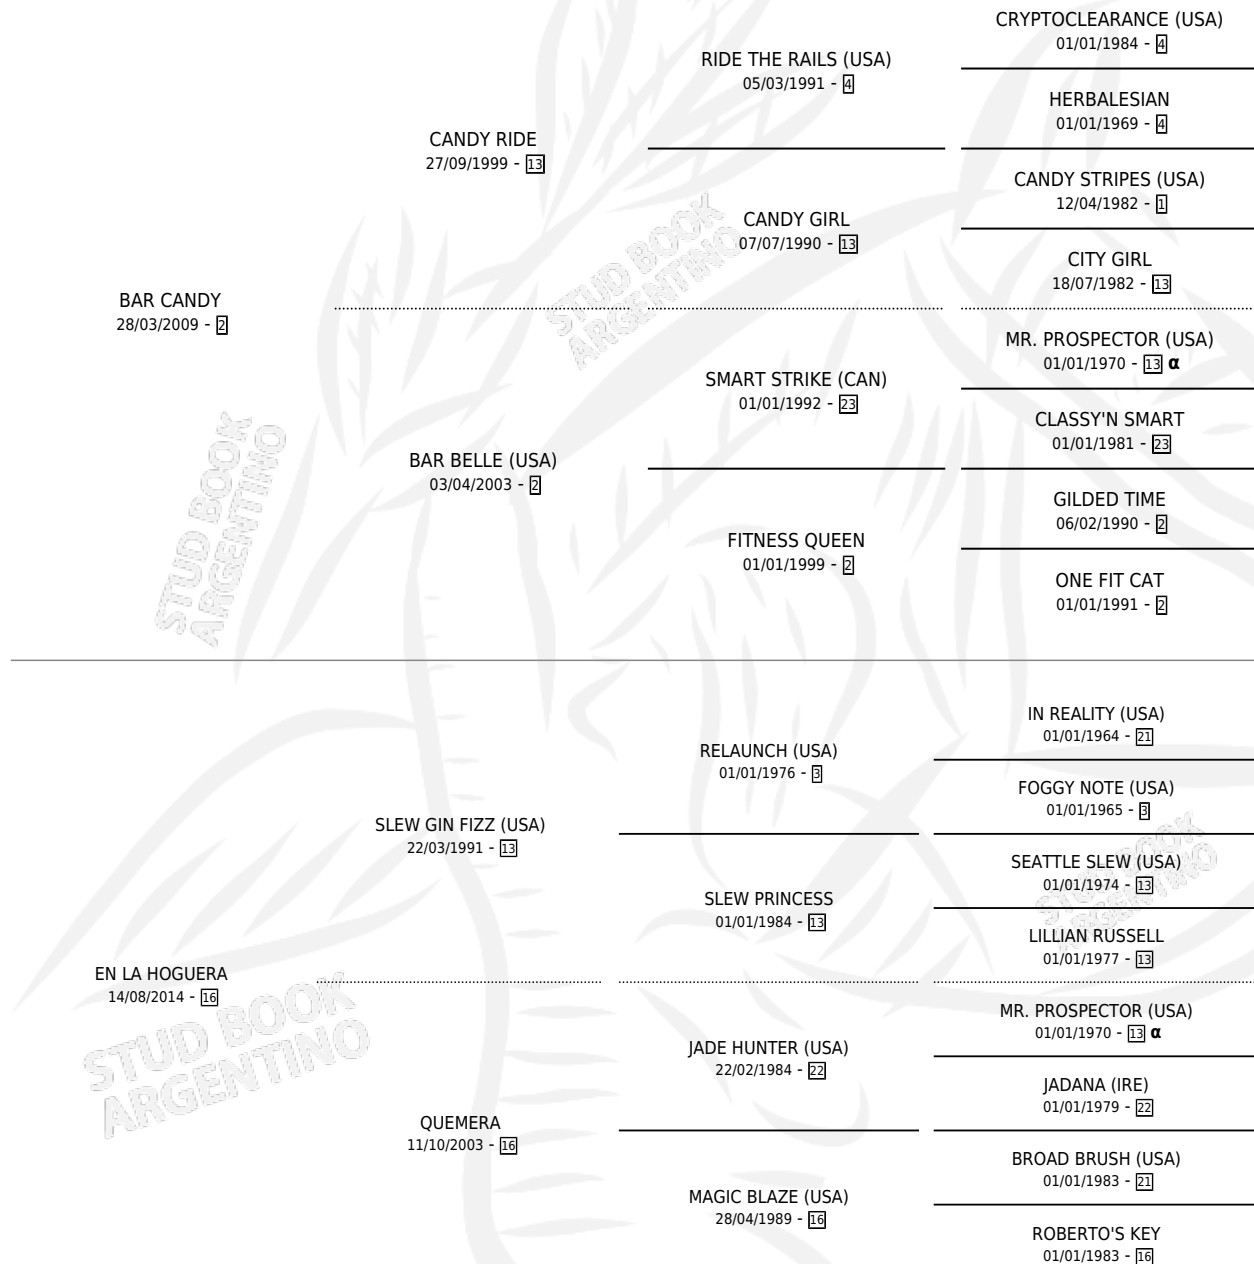 CRYPTOCLEARANCE (USA)
01/01/1984 - 4
RIDE THE RAILS (USA)
05/03/1991 - 4
HERBALESIAN
01/01/1969 - 4
CANDY RIDE
27/09/1999 - 13
CANDY STRIPES (USA)
12/04/1982 - 1
CANDY GIRL
07/07/1990 - 13
CITY GIRL
18/07/1982 - 13
BAR CANDY
28/03/2009 - 2
MR. PROSPECTOR (USA)
01/01/1970 - 13 α
SMART STRIKE (CAN)
01/01/1992 - 23
CLASSY'N SMART
01/01/1981 - 23
BAR BELLE (USA)
03/04/2003 - 2
GILDED TIME
06/02/1990 - 2
FITNESS QUEEN
01/01/1999 - 2
ONE FIT CAT
01/01/1991 - 2
IN REALITY (USA)
01/01/1964 - 21
RELAUNCH (USA)
01/01/1976 - 3
FOGGY NOTE (USA)
01/01/1965 - 3
SLEW GIN FIZZ (USA)
22/03/1991 - 13
SEATTLE SLEW (USA)
01/01/1974 - 13
SLEW PRINCESS
01/01/1984 - 13
LILLIAN RUSSELL
01/01/1977 - 13
EN LA HOGUERA
14/08/2014 - 16
MR. PROSPECTOR (USA)
01/01/1970 - 13 α
JADE HUNTER (USA)
22/02/1984 - 22
JADANA (IRE)
01/01/1979 - 22
QUEMERA
11/10/2003 - 16
BROAD BRUSH (USA)
01/01/1983 - 21
MAGIC BLAZE (USA)
28/04/1989 - 16
ROBERTO'S KEY
01/01/1983 - 16
STUD BOOK
ARGENTINO
STUD BOOK
ARGENTINO
STUD BOOK
ARGENTINO
STUD BOOK
ARGENTINO